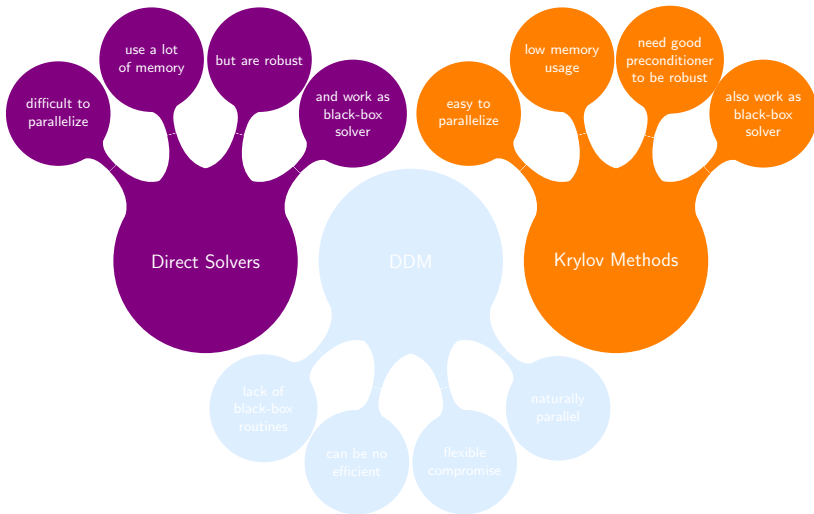 difficult to
parallelize
use a lot
of memory
but are robust
and work as
black-box
solver
Direct Solvers
easy to
parallelize
low memory
usage
need good
preconditioner
to be robust
also work as
black-box
solver
Krylov Methods
DDM
lack of
black-box
routines
can be no
efficient
flexible
compromise
naturally
parallel